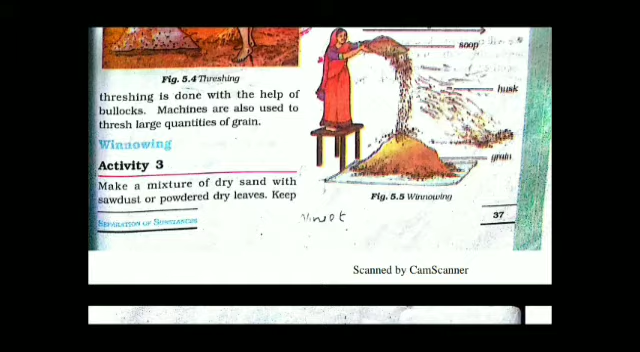 soop
husk
grain
Fig. 5.4 Threshing
threshing is done with the help of
bullocks. Machines are also used to
thresh large quantities of grain.
Winnowing
Activity 3
Make a mixture of dry sand with
sawdust or powdered dry leaves. Keep
Fig. 5.5 Winnowing
SEPARATION OF SUBSTANCES
37
Scanned by CamScanner